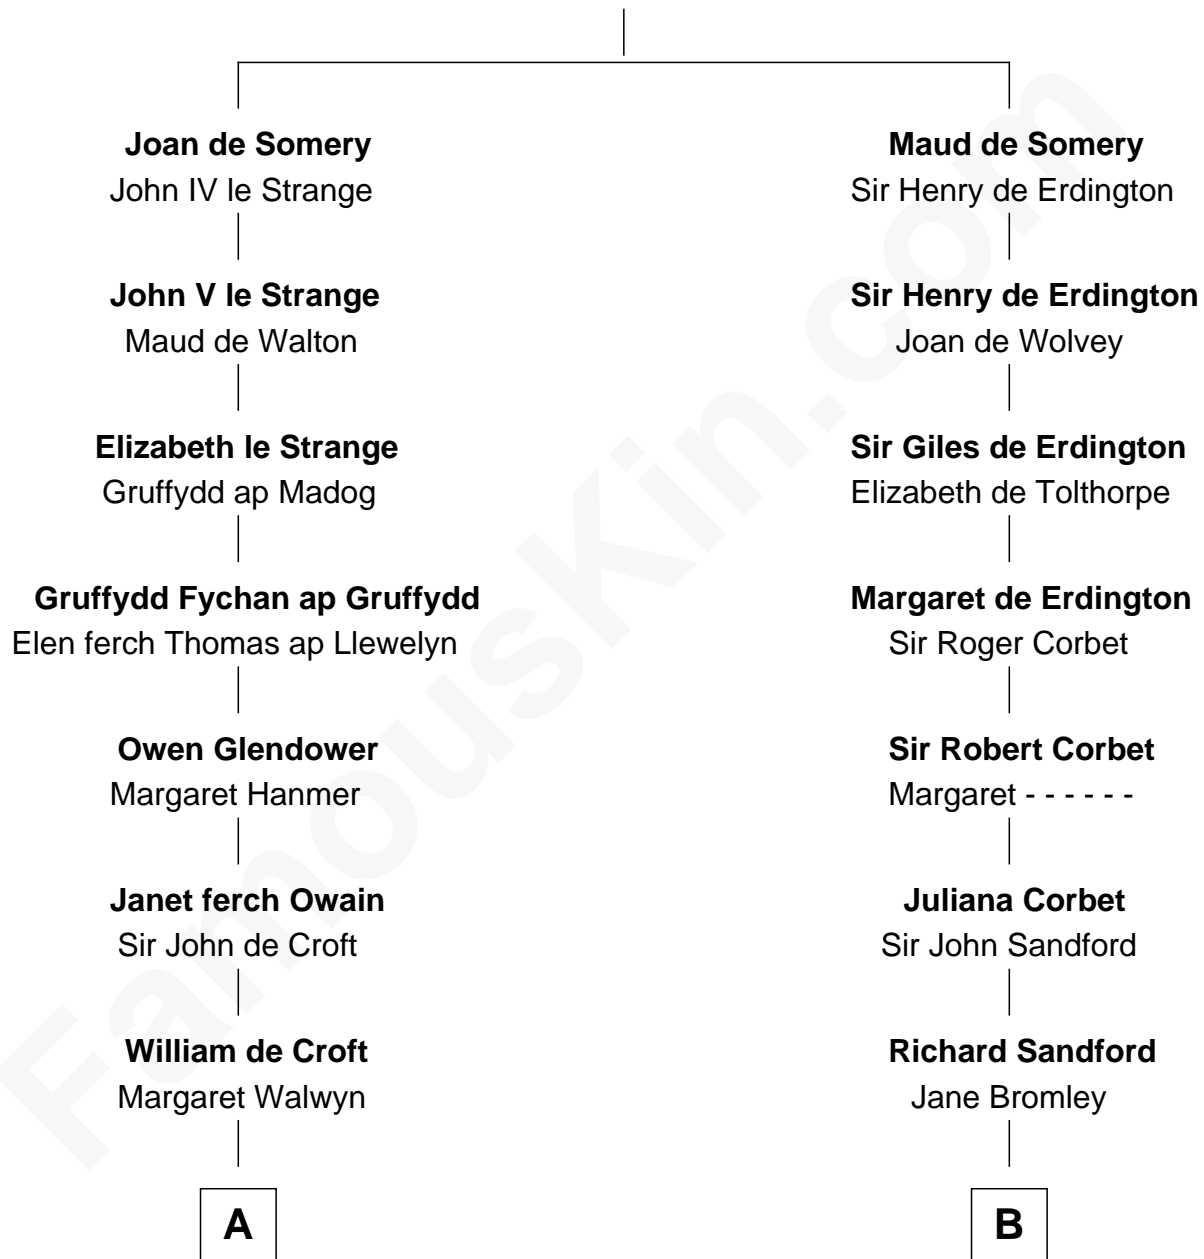 Joan de Somery
John IV le Strange
John V le Strange
Maud de Walton
Elizabeth le Strange
Gruffydd ap Madog
Gruffydd Fychan ap Gruffydd
Elen ferch Thomas ap Llewelyn
Owen Glendower
Margaret Hanmer
Janet ferch Owain
Sir John de Croft
William de Croft
Margaret Walwyn
A
Maud de Somery
Sir Henry de Erdington
Sir Henry de Erdington
Joan de Wolvey
Sir Giles de Erdington
Elizabeth de Tolthorpe
Margaret de Erdington
Sir Roger Corbet
Sir Robert Corbet
Margaret - - - - - -
Juliana Corbet
Sir John Sandford
Richard Sandford
Jane Bromley
B
FamousKin.com